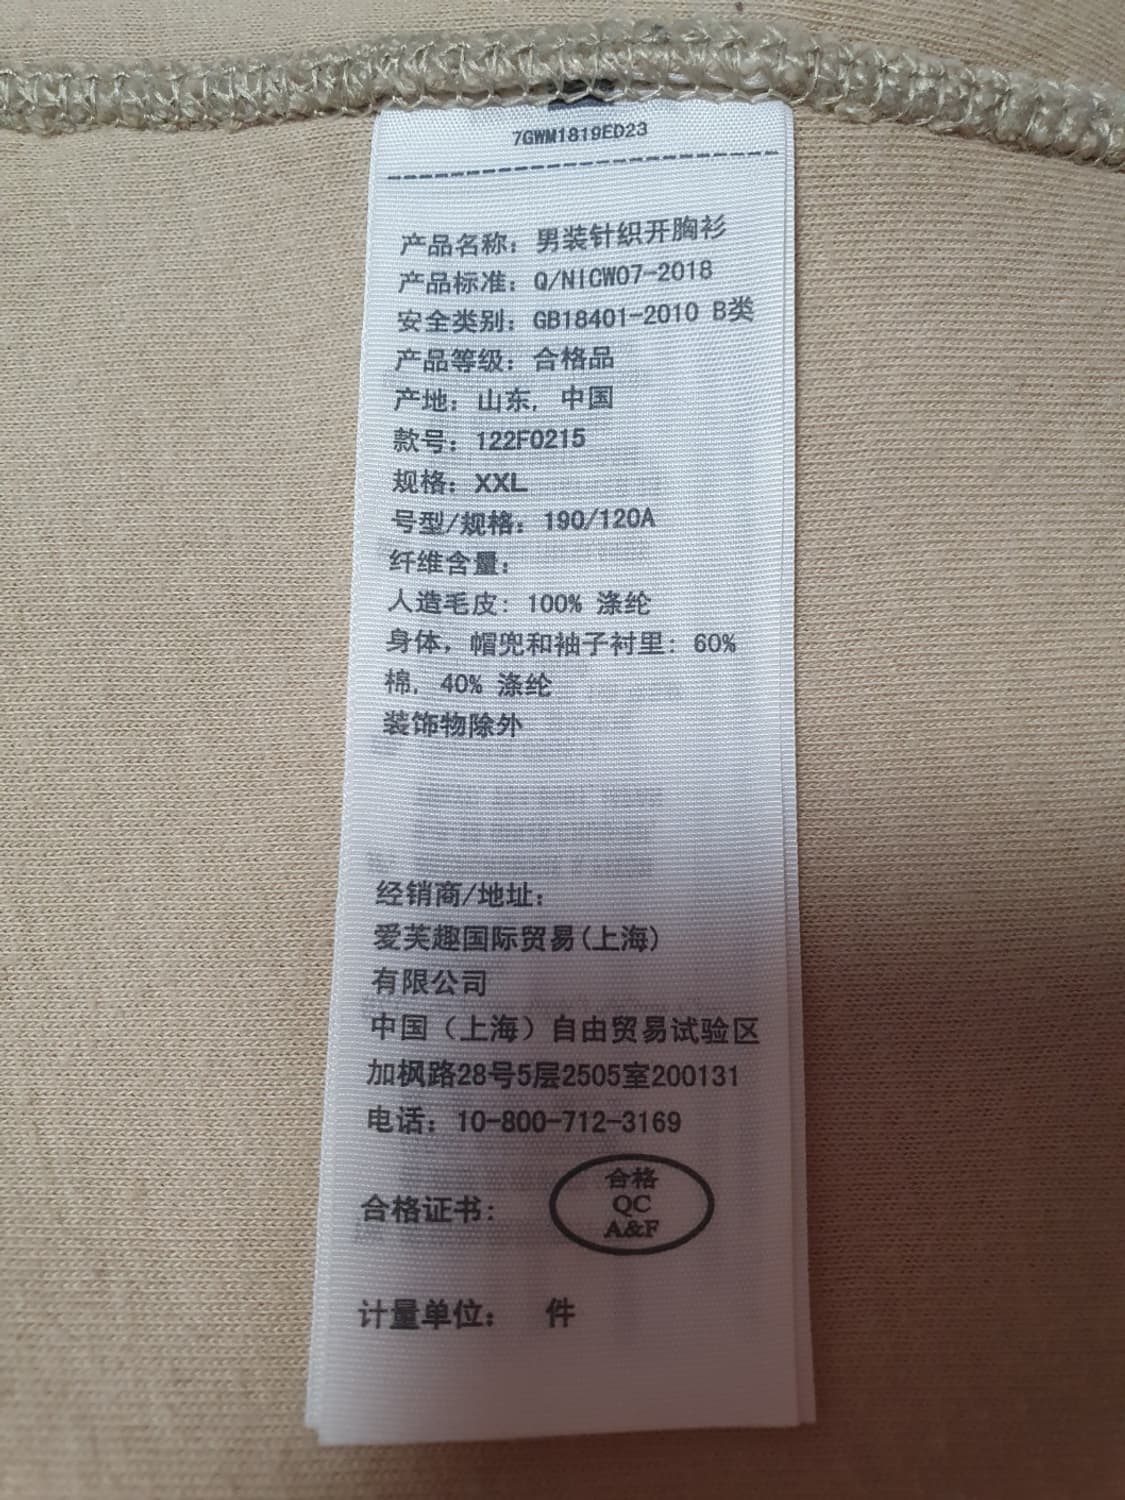 7GWM1819ED23
产品名称: 男装针织开胸衫
产品标准: Q/NICW07-2018
安全类别: GB18401-2010 B类
产品等级: 合格品
产地: 山东, 中国
款号: 122F0215
规格: XXL
号型/规格: 190/120A
纤维含量:
人造毛皮: 100% 涤纶
身体, 帽兜和袖子衬里: 60%
棉, 40% 涤纶
装饰物除外
经销商/地址:
爱芙趣国际贸易(上海)
有限公司
中国（上海）自由贸易试验区
加枫路28号5层2505室200131
电话: 10-800-712-3169
合格
QC
A&F
合格证书:
计量单位: 件